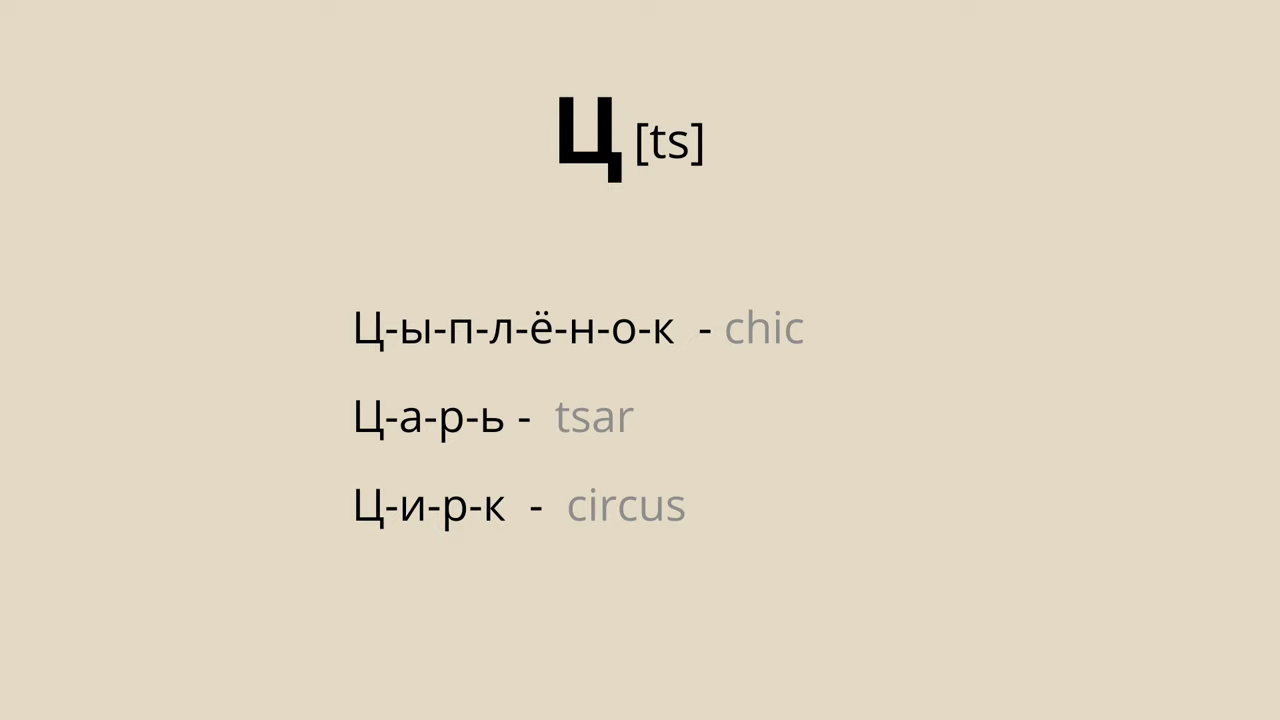 Ц [ts]
Ц-ы-п-л-ё-н-о-к - chic
Ц-а-р-ь - tsar
Ц-и-р-к - circus